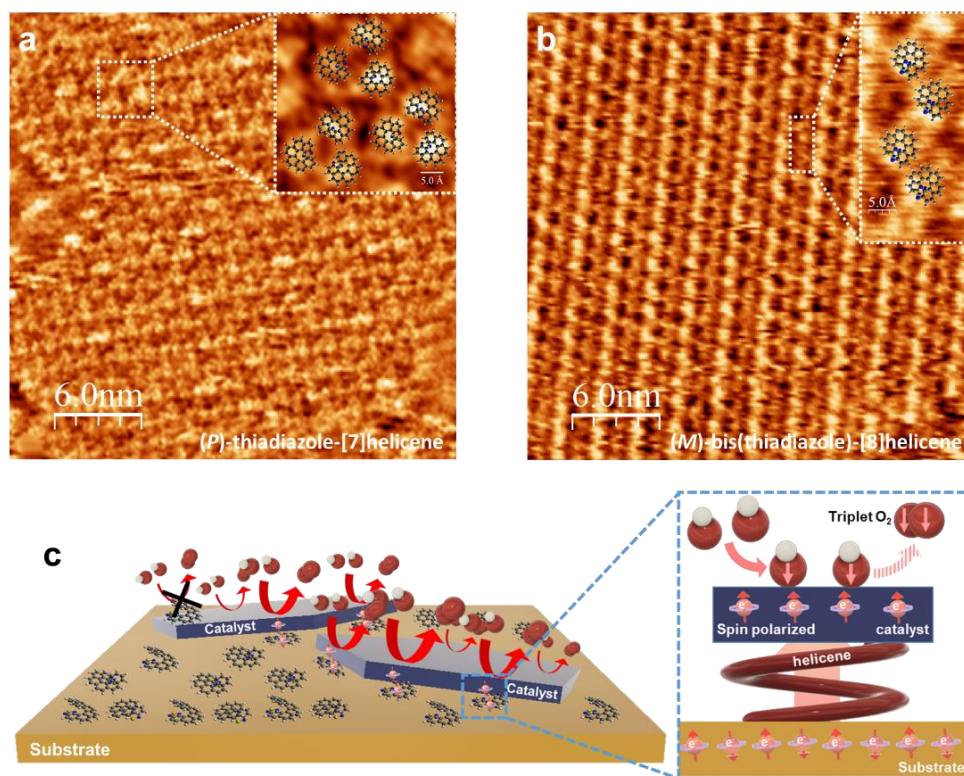 a
5.0 Å
6.0nm
(P)-thiadiazole-[7]helicene
b
5.0Å
6.0nm
(M)-bis(thiadiazole)-[8]helicene
c
Catalyst
Catalyst
Substrate
Triplet O₂
e⁻ e⁻ e⁻ e⁻
Spin polarized catalyst
helicene
e⁻ e⁻ e⁻ e⁻ e⁻ e⁻ e⁻ e⁻
Substrate